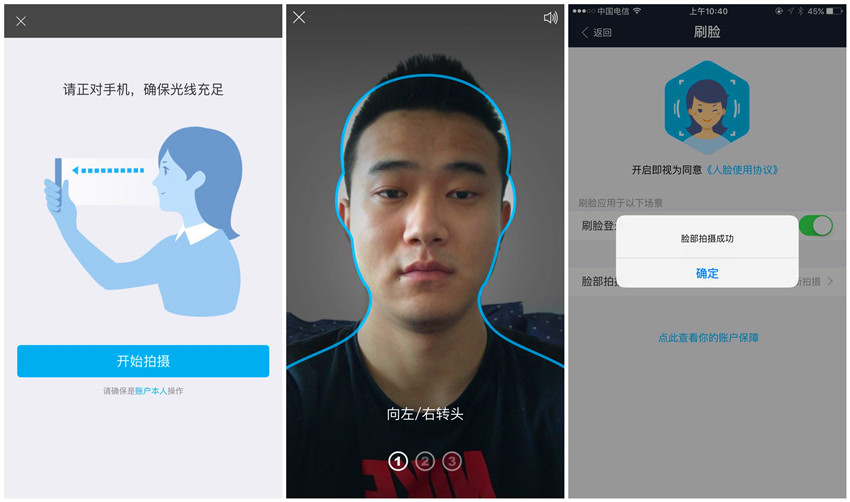 请正对手机，确保光线充足
开始拍摄
请确保是账户本人操作
向左/右转头
1 2 3
中国电信 上午10:40 45%
返回 刷脸
开启即视为同意《人脸使用协议》
刷脸应用于以下场景
刷脸登
脸部拍摄成功
确定
脸部拍
拍摄
点此查看你的账户保障